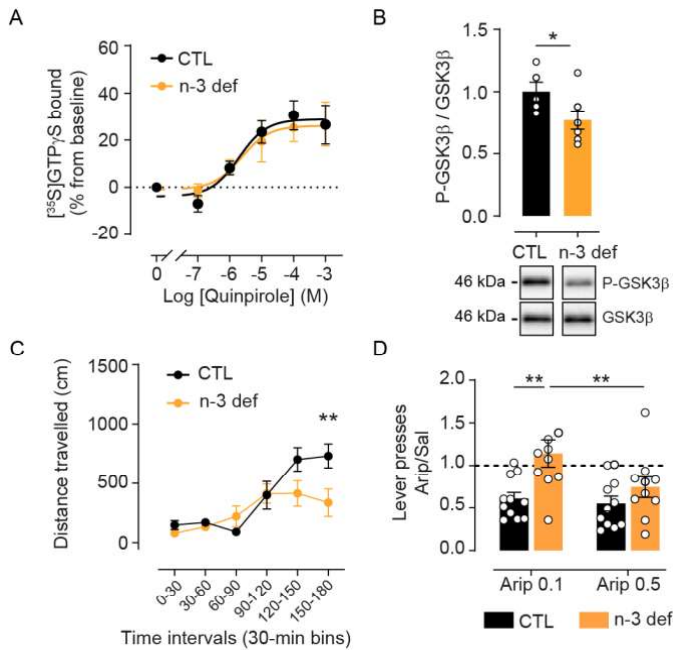 A
[³⁵S]GTPγS bound
(% from baseline)
60
40
20
0
-20
CTL
n-3 def
0
-7
-6
-5
-4
-3
Log [Quinpirole] (M)
B
P-GSK3β / GSK3β
1.5
1.0
0.5
0.0
*
CTL
n-3 def
46 kDa
P-GSK3β
46 kDa
GSK3β
C
Distance travelled (cm)
1500
1000
500
0
CTL
n-3 def
**
0-30
30-60
60-90
90-120
120-150
150-180
Time intervals (30-min bins)
D
Lever presses
Arip/Sal
2.0
1.5
1.0
0.5
0.0
**
**
Arip 0.1
Arip 0.5
CTL
n-3 def